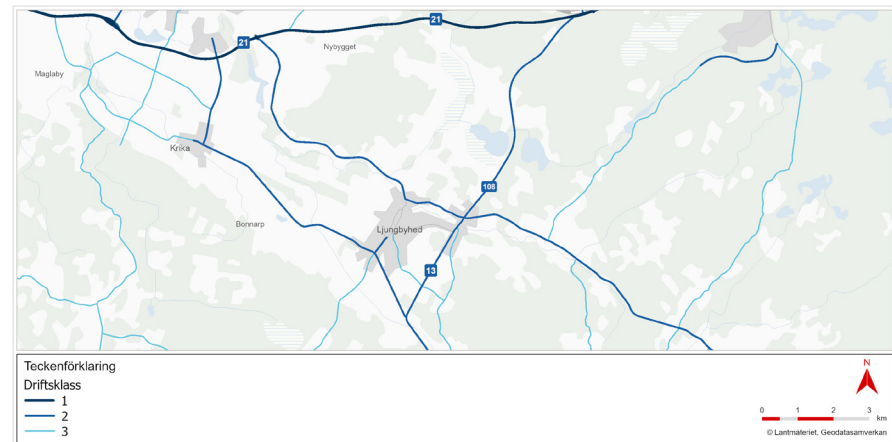 21
21
Nybygget
Maglaby
Krika
108
Bonnarp
Ljungbyhed
13
Teckenförklaring
Driftsklass
1
2
3
N
0 1 2 3
km
© Lantmäteriet, Geodatasamverkan